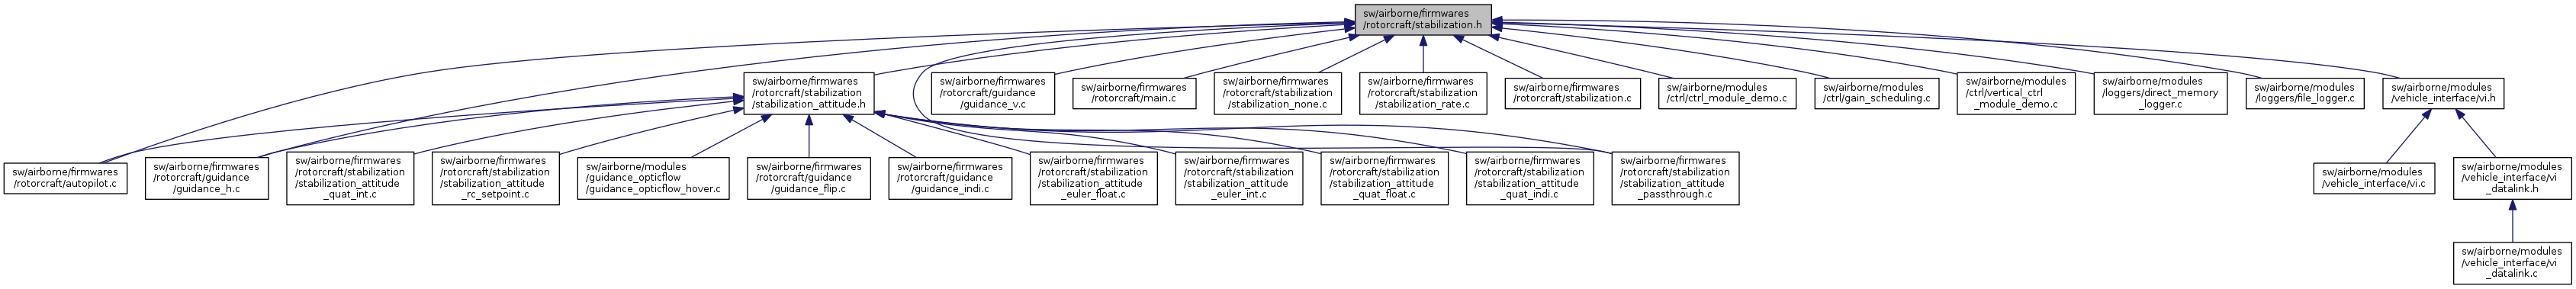 sw/airborne/firmwares
/rotorcraft/stabilization.h
sw/airborne/firmwares
/rotorcraft/stabilization
/stabilization_attitude.h
sw/airborne/firmwares
/rotorcraft/guidance
/guidance_v.c
sw/airborne/firmwares
/rotorcraft/main.c
sw/airborne/firmwares
/rotorcraft/stabilization
/stabilization_none.c
sw/airborne/firmwares
/rotorcraft/stabilization
/stabilization_rate.c
sw/airborne/firmwares
/rotorcraft/stabilization.c
sw/airborne/modules
/ctrl/ctrl_module_demo.c
sw/airborne/modules
/ctrl/gain_scheduling.c
sw/airborne/modules
/ctrl/vertical_ctrl
_module_demo.c
sw/airborne/modules
/loggers/direct_memory
_logger.c
sw/airborne/modules
/loggers/file_logger.c
sw/airborne/modules
/vehicle_interface/vi.h
sw/airborne/firmwares
/rotorcraft/autopilot.c
sw/airborne/firmwares
/rotorcraft/guidance
/guidance_h.c
sw/airborne/firmwares
/rotorcraft/stabilization
/stabilization_attitude
_quat_int.c
sw/airborne/firmwares
/rotorcraft/stabilization
/stabilization_attitude
_rc_setpoint.c
sw/airborne/modules
/guidance_opticflow
/guidance_opticflow_hover.c
sw/airborne/firmwares
/rotorcraft/guidance
/guidance_flip.c
sw/airborne/firmwares
/rotorcraft/guidance
/guidance_indi.c
sw/airborne/firmwares
/rotorcraft/stabilization
/stabilization_attitude
_euler_float.c
sw/airborne/firmwares
/rotorcraft/stabilization
/stabilization_attitude
_euler_int.c
sw/airborne/firmwares
/rotorcraft/stabilization
/stabilization_attitude
_quat_float.c
sw/airborne/firmwares
/rotorcraft/stabilization
/stabilization_attitude
_quat_indi.c
sw/airborne/firmwares
/rotorcraft/stabilization
/stabilization_attitude
_passthrough.c
sw/airborne/modules
/vehicle_interface/vi.c
sw/airborne/modules
/vehicle_interface/vi
_datalink.h
sw/airborne/modules
/vehicle_interface/vi
_datalink.c